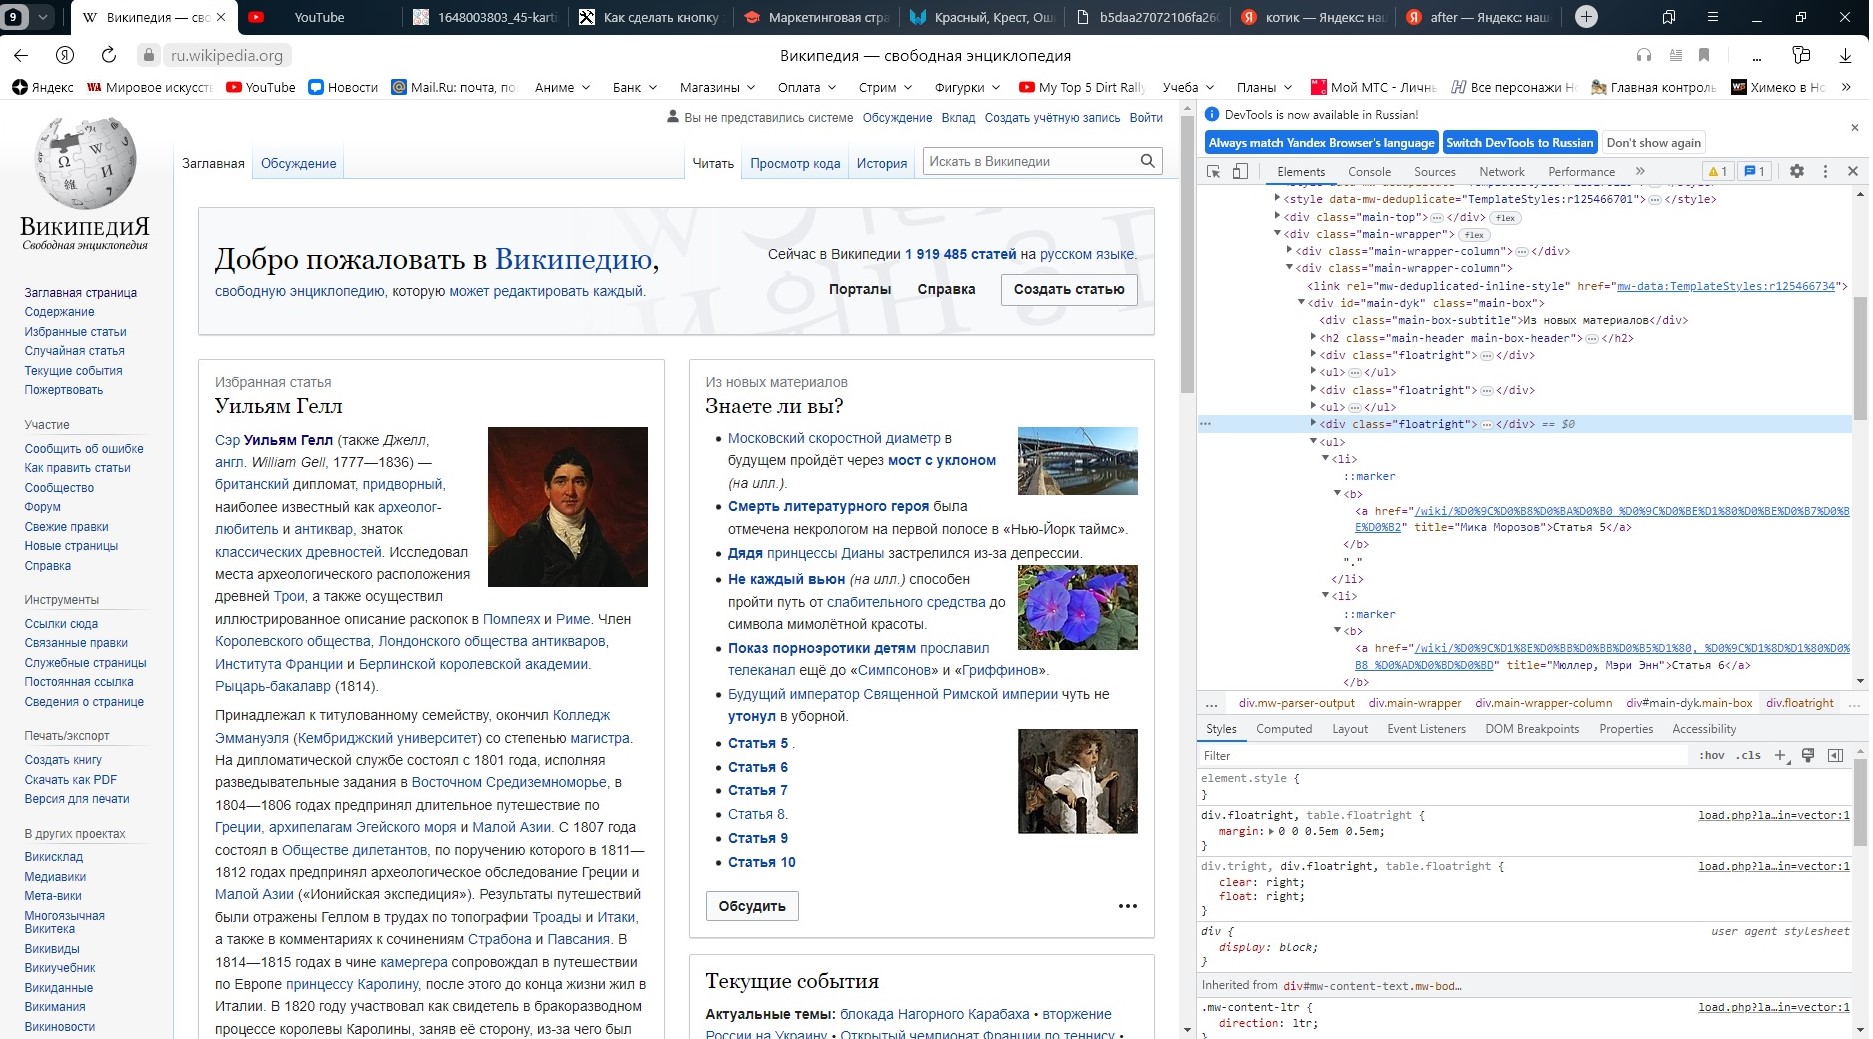 9
Википедия — сво
YouTube
1648003803_45-karti
Как сделать кнопку
Маркетинговая стра
Красный, Крест, Ош
b5daa27072106fa260
котик — Яндекс: наш
after — Яндекс: наш
ru.wikipedia.org
Википедия — свободная энциклопедия
Яндекс
Мировое искусств
YouTube
Новости
Mail.Ru: почта, по
Аниме
Банк
Магазины
Оплата
Стрим
Фигурки
My Top 5 Dirt Rally
Учеба
Планы
Мой МТС - Личны
Все персонажи Но
Главная контроль
Химеко в Но
Вы не представились системе Обсуждение Вклад Создать учётную запись Войти
Заглавная Обсуждение
Читать Просмотр кода История
Искать в Википедии
ВИКИПЕДИЯ
Свободная энциклопедия
Заглавная страница
Содержание
Избранные статьи
Случайная статья
Текущие события
Пожертвовать
Участие
Сообщить об ошибке
Как править статьи
Сообщество
Форум
Свежие правки
Новые страницы
Справка
Инструменты
Ссылки сюда
Связанные правки
Служебные страницы
Постоянная ссылка
Сведения о странице
Печать/экспорт
Создать книгу
Скачать как PDF
Версия для печати
В других проектах
Викисклад
Медиавики
Мета-вики
Многоязычная
Викитека
Викивиды
Викиучебник
Викиданные
Викимания
Викиновости
Добро пожаловать в Википедию,
свободную энциклопедию, которую может редактировать каждый.
Сейчас в Википедии 1 919 485 статей на русском языке.
Порталы Справка Создать статью
Избранная статья
Уильям Гелл
Сэр Уильям Гелл (также Джелл,
англ. William Gell, 1777—1836) —
британский дипломат, придворный,
наиболее известный как археолог-
любитель и антиквар, знаток
классических древностей. Исследовал
места археологического расположения
древней Трои, а также осуществил
иллюстрированное описание раскопок в Помпеях и Риме. Член
Королевского общества, Лондонского общества антикваров,
Института Франции и Берлинской королевской академии.
Рыцарь-бакалавр (1814).
Принадлежал к титулованному семейству, окончил Колледж
Эммануэля (Кембриджский университет) со степенью магистра.
На дипломатической службе состоял с 1801 года, исполняя
разведывательные задания в Восточном Средиземноморье, в
1804—1806 годах предпринял длительное путешествие по
Греции, архипелагам Эгейского моря и Малой Азии. С 1807 года
состоял в Обществе дилетантов, по поручению которого в 1811—
1812 годах предпринял археологическое обследование Греции и
Малой Азии («Ионийская экспедиция»). Результаты путешествий
были отражены Геллом в трудах по топографии Троады и Итаки,
а также в комментариях к сочинениям Страбона и Павсания. В
1814—1815 годах в чине камергера сопровождал в путешествии
по Европе принцессу Каролину, после этого до конца жизни жил в
Италии. В 1820 году участвовал как свидетель в бракоразводном
процессе королевы Каролины, заняв её сторону, из-за чего был
Из новых материалов
Знаете ли вы?
Московский скоростной диаметр в
будущем пройдёт через мост с уклоном
(на илл.).
Смерть литературного героя была
отмечена некрологом на первой полосе в «Нью-Йорк таймс».
Дядя принцессы Дианы застрелился из-за депрессии.
Не каждый вьюн (на илл.) способен
пройти путь от слабительного средства до
символа мимолётной красоты.
Показ порноэротики детям прославил
телеканал ещё до «Симпсонов» и «Гриффинов».
Будущий император Священной Римской империи чуть не
утонул в уборной.
Статья 5 .
Статья 6
Статья 7
Статья 8.
Статья 9
Статья 10
Обсудить
Текущие события
Актуальные темы: блокада Нагорного Карабаха • вторжение
России на Украину • Открытый чемпионат Франции по теннису •
DevTools is now available in Russian!
Always match Yandex Browser's language Switch DevTools to Russian Don't show again
Elements Console Sources Network Performance » 1 1
<style data-mw-deduplicate="TemplateStyles:r125466701">…</style>
<div class="main-top">…</div> flex
<div class="main-wrapper"> flex
<div class="main-wrapper-column">…</div>
<div class="main-wrapper-column">
<link rel="mw-deduplicated-inline-style" href="mw-data:TemplateStyles:r125466734">
<div id="main-dyk" class="main-box">
<div class="main-box-subtitle">Из новых материалов</div>
<h2 class="main-header main-box-header">…</h2>
<div class="floatright">…</div>
<ul>…</ul>
<div class="floatright">…</div>
<ul>…</ul>
<div class="floatright">…</div> == $0
<ul>
<li>
::marker
<b>
<a href="/wiki/%D0%9C%D0%B8%D0%BA%D0%B0_%D0%9C%D0%BE%D1%80%D0%BE%D0%B7%D0%B
E%D0%B2" title="Мика Морозов">Статья 5</a>
</b>
"."
</li>
<li>
::marker
<b>
<a href="/wiki/%D0%9C%D1%8E%D0%BB%D0%BB%D0%B5%D1%80,_%D0%9C%D1%8D%D1%80%D0%
B8_%D0%AD%D0%BD%D0%BD" title="Мюллер, Мэри Энн">Статья 6</a>
</b>
... div.mw-parser-output div.main-wrapper div.main-wrapper-column div#main-dyk.main-box div.floatright ...
Styles Computed Layout Event Listeners DOM Breakpoints Properties Accessibility
Filter :hov .cls +
element.style {
}
div.floatright, table.floatright { load.php?la…in=vector:1
margin: 0 0 0.5em 0.5em;
}
div.tright, div.floatright, table.floatright { load.php?la…in=vector:1
clear: right;
float: right;
}
div { user agent stylesheet
display: block;
}
Inherited from div#mw-content-text.mw-bod…
.mw-content-ltr { load.php?la…in=vector:1
direction: ltr;